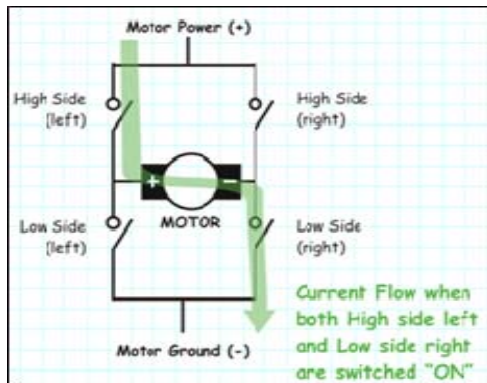 Motor Power (+)
High Side
(left)
High Side
(right)
+
-
MOTOR
Low Side
(left)
Low Side
(right)
Current Flow when
both High side left
and Low side right
are switched "ON"
Motor Ground (-)